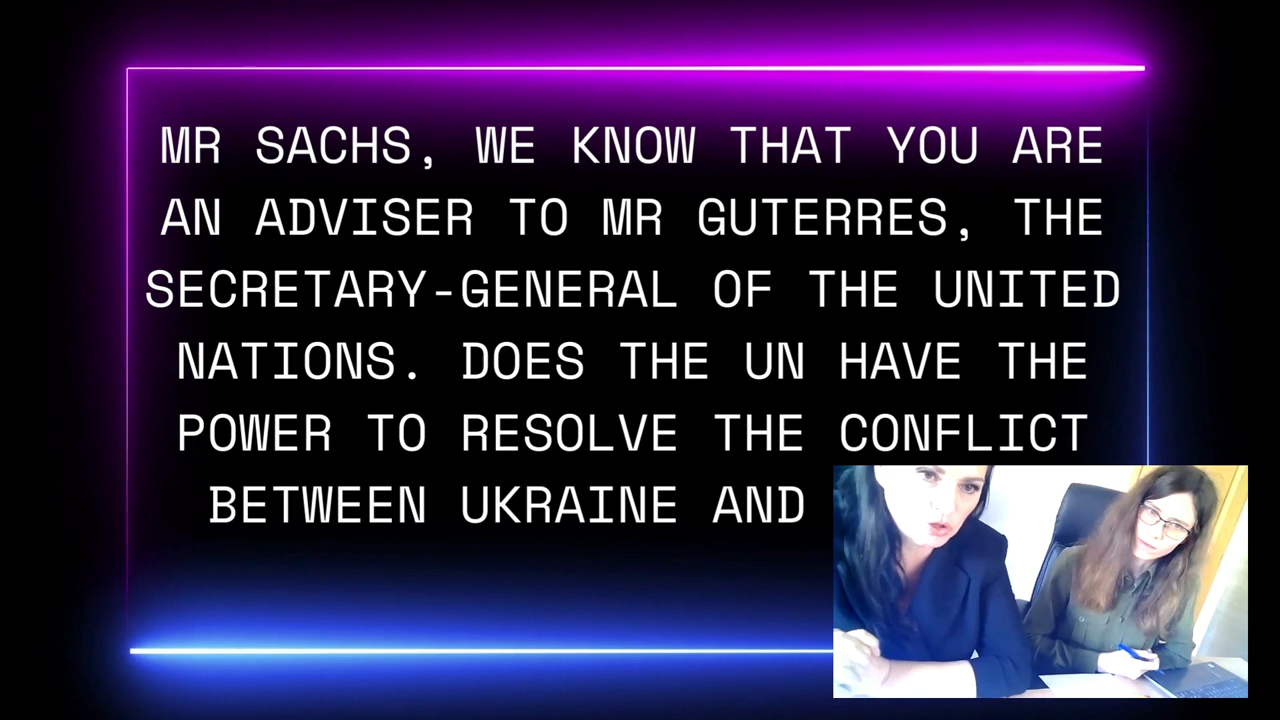 MR SACHS, WE KNOW THAT YOU ARE
AN ADVISER TO MR GUTERRES, THE
SECRETARY-GENERAL OF THE UNITED
NATIONS. DOES THE UN HAVE THE
POWER TO RESOLVE THE CONFLICT
BETWEEN UKRAINE AND